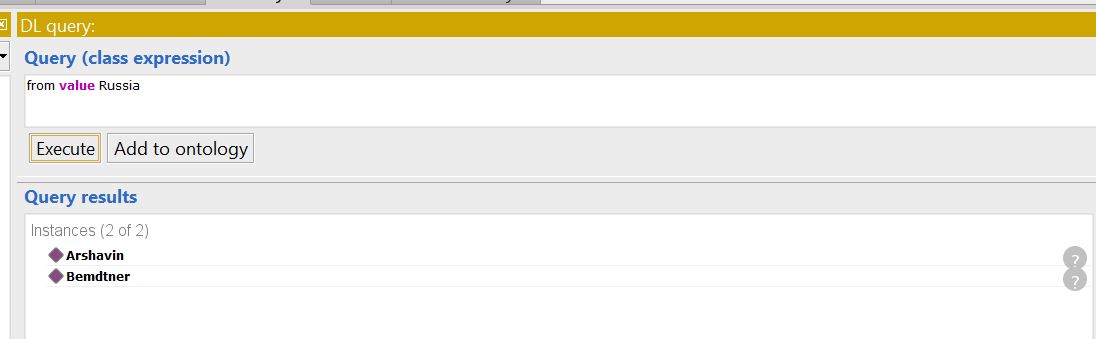 DL query:
Query (class expression)
from value Russia
Execute Add to ontology
Query results
Instances (2 of 2)
Arshavin
?
Bemdtner
?